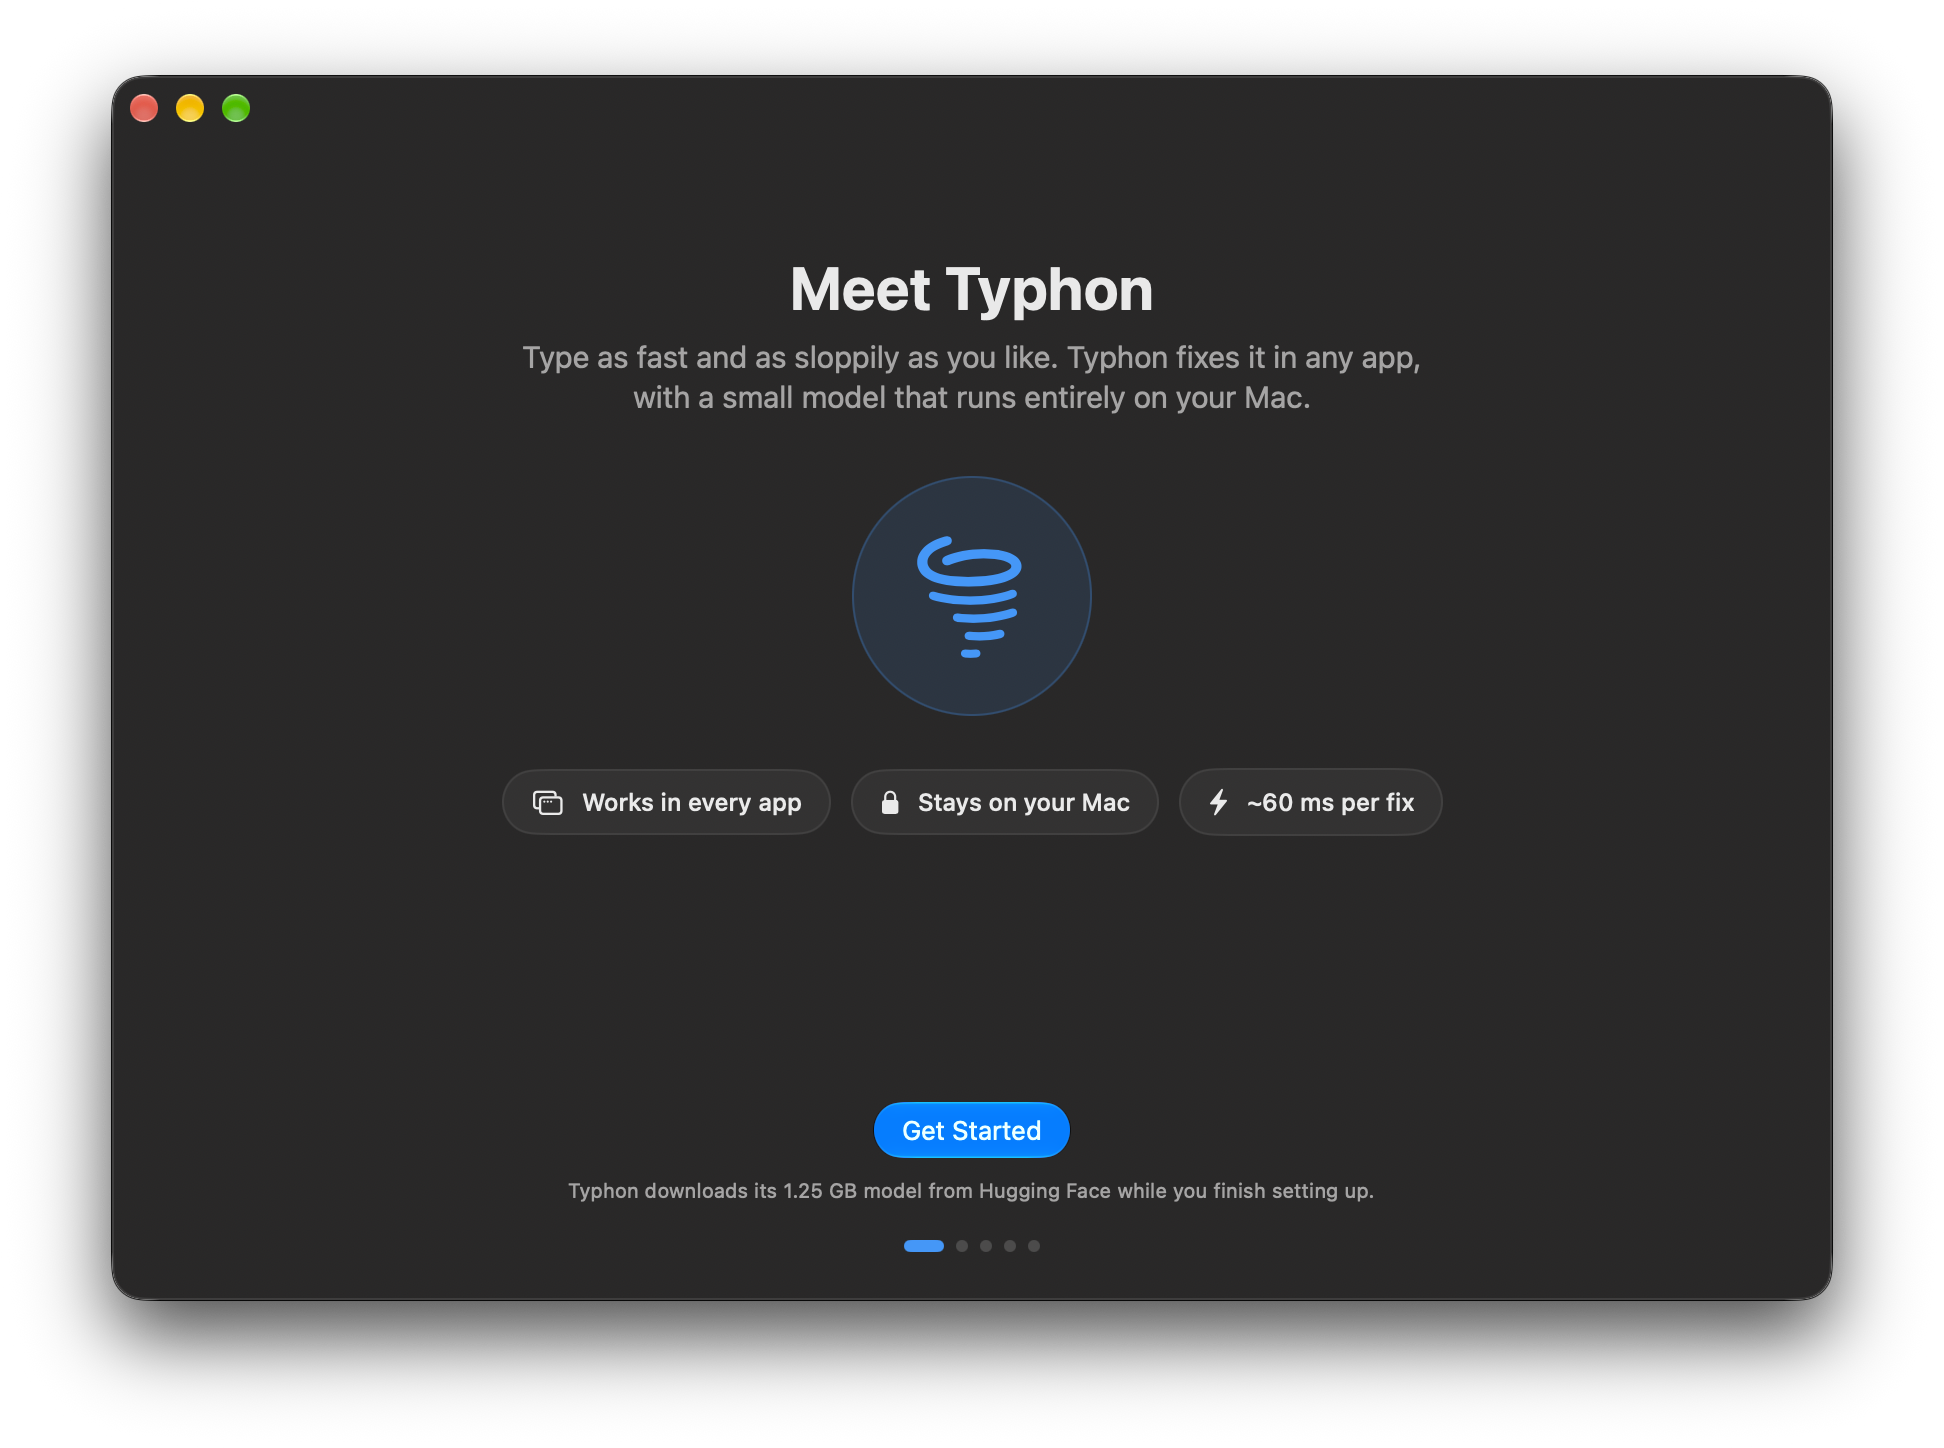 Meet Typhon
Type as fast and as sloppily as you like. Typhon fixes it in any app,
with a small model that runs entirely on your Mac.
Works in every app
Stays on your Mac
~60 ms per fix
Get Started
Typhon downloads its 1.25 GB model from Hugging Face while you finish setting up.